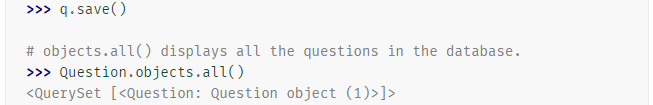 >>> q.save()
# objects.all() displays all the questions in the database.
>>> Question.objects.all()
<QuerySet [<Question: Question object (1)>]>